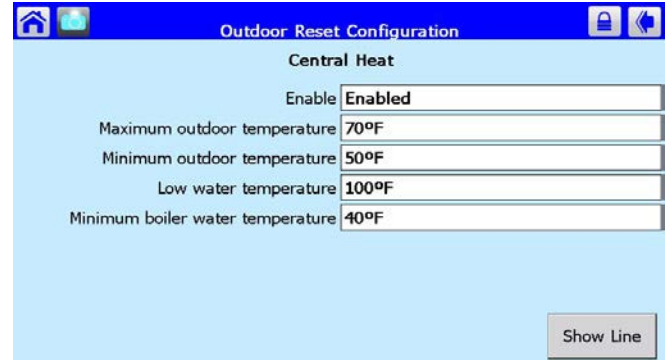 Outdoor Reset Configuration
Central Heat
Enable Enabled
Maximum outdoor temperature 70ºF
Minimum outdoor temperature 50ºF
Low water temperature 100ºF
Minimum boiler water temperature 40ºF
Show Line